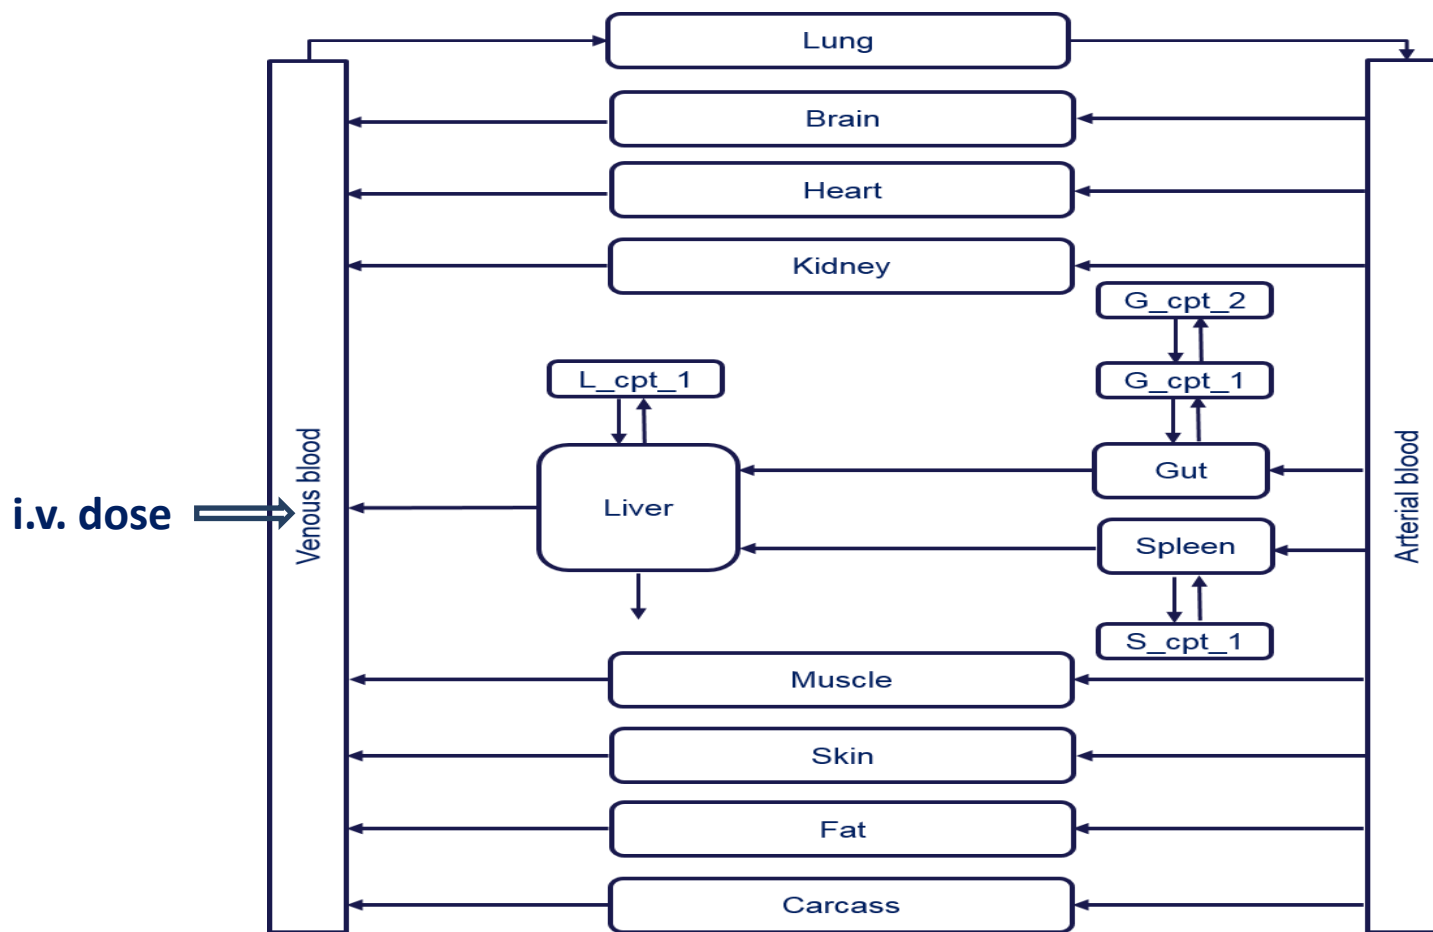 Lung
Brain
Heart
Kidney
G_cpt_2
L_cpt_1
G_cpt_1
Gut
Liver
i.v. dose
Venous blood
Arterial blood
Spleen
S_cpt_1
Muscle
Skin
Fat
Carcass